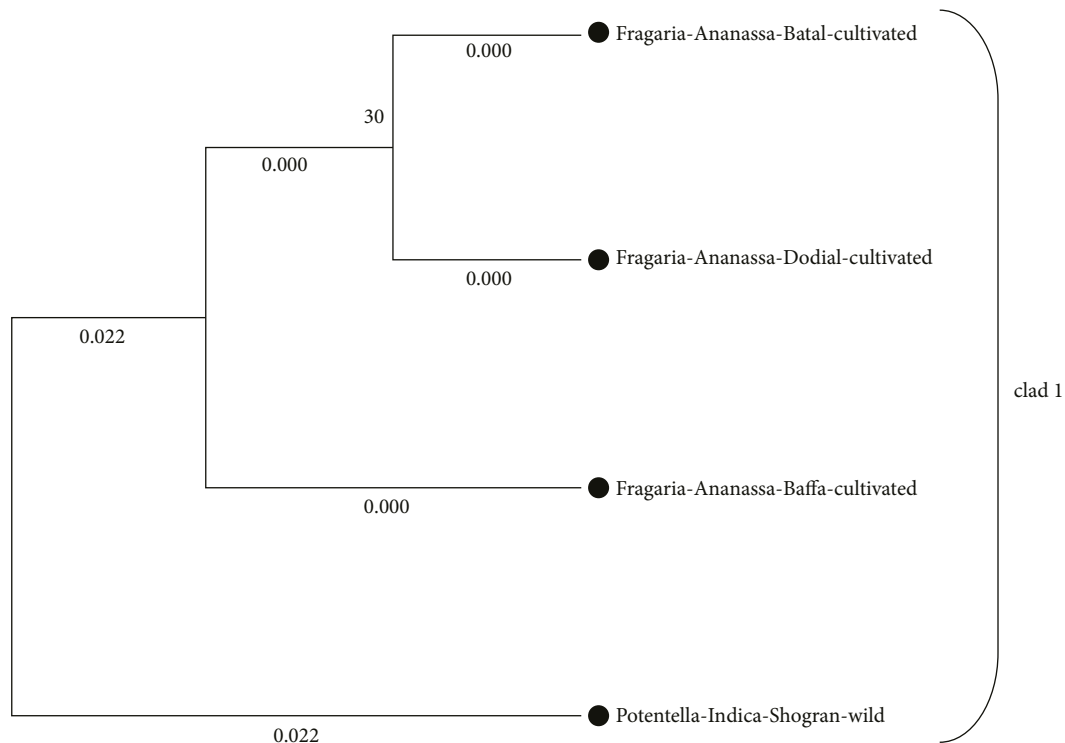 Fragaria-Ananassa-Batal-cultivated
0.000
30
0.000
Fragaria-Ananassa-Dodial-cultivated
0.000
0.022
clad 1
Fragaria-Ananassa-Baffa-cultivated
0.000
Potentella-Indica-Shogran-wild
0.022